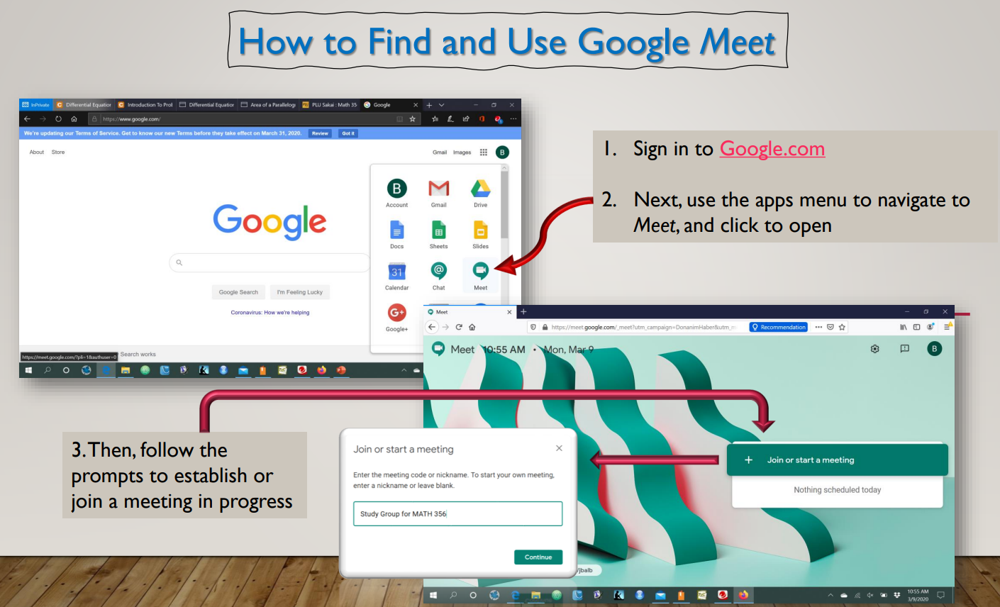 How to Find and Use Google Meet
InPrivate Differential Equatior Introduction To Prol Differential Equatior Area of a Parallelogr PLU Sakai : Math 35 Google
https://www.google.com/
We're updating our Terms of Service. Get to know our new Terms before they take effect on March 31, 2020. Review Got it
About Store Gmail Images B
B
Account Gmail Drive
Google
Docs Sheets Slides
31
Calendar Chat Meet
Google Search I'm Feeling Lucky
Coronavirus: How we're helping
G+
Google+
https://meet.google.com/?pli=1&authuser=0 Search works
1. Sign in to Google.com
2. Next, use the apps menu to navigate to
Meet, and click to open
Meet
https://meet.google.com/_meet?utm_campaign=DonanimHaber&utm_m Recommendation
Meet 10:55 AM • Mon, Mar 9 B
3. Then, follow the
prompts to establish or
join a meeting in progress
Join or start a meeting
Enter the meeting code or nickname. To start your own meeting,
enter a nickname or leave blank.
Study Group for MATH 356
Continue
+ Join or start a meeting
Nothing scheduled today
/jbalb
10:55 AM
3/9/2020